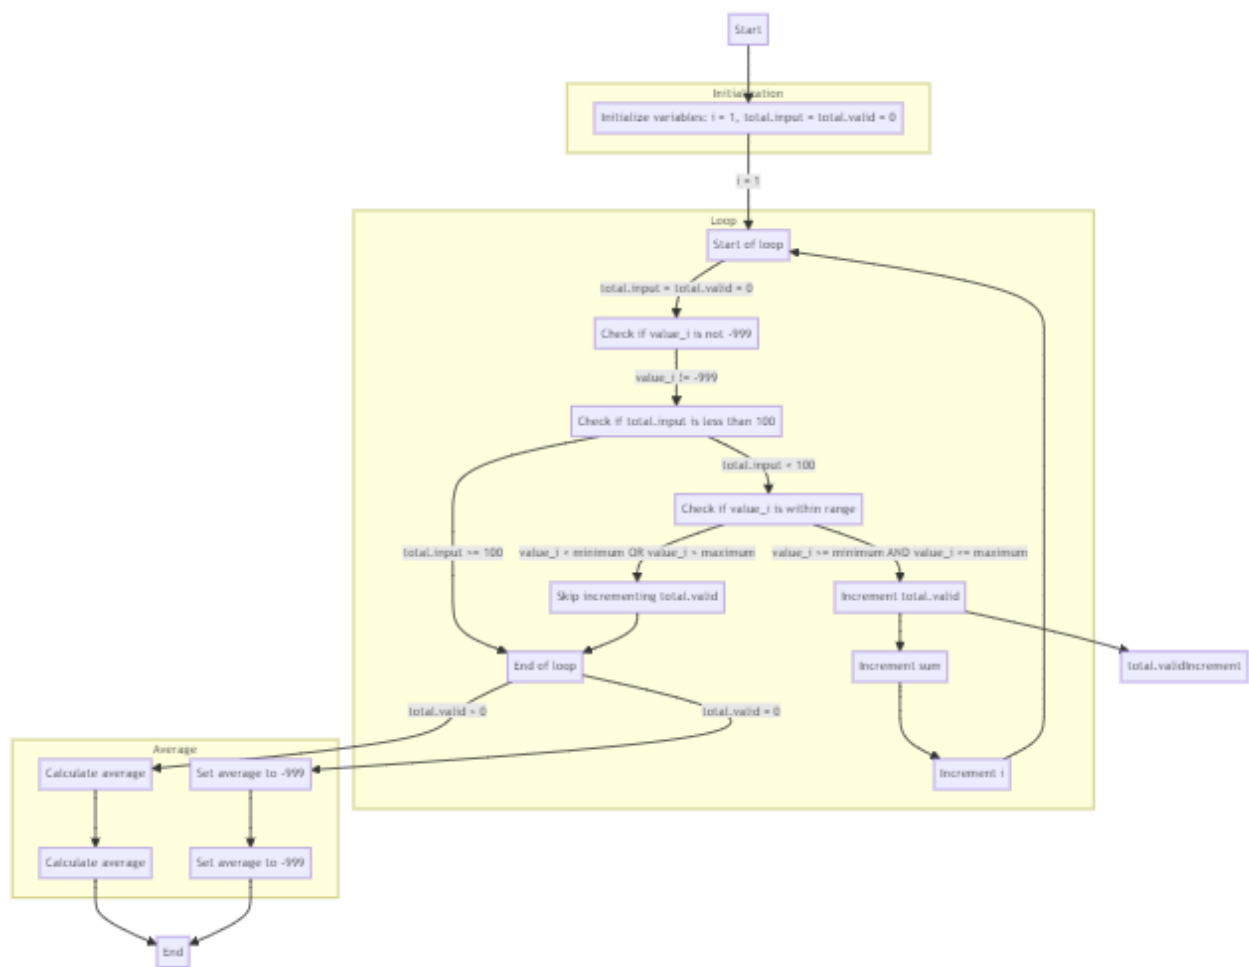 Start
Initialization
Initialize variables: i = 1, total.input = total.valid = 0
i = 1
Loop
Start of loop
total.input = total.valid = 0
Check if value_i is not -999
value_i != -999
Check if total.input is less than 100
total.input < 100
Check if value_i is within range
total.input >= 100
value_i < minimum OR value_i > maximum
value_i >= minimum AND value_i <= maximum
Skip incrementing total.valid
Increment total.valid
End of loop
Increment sum
total.validIncrement
total.valid > 0
total.valid = 0
Average
Calculate average
Set average to -999
Increment i
Calculate average
Set average to -999
End